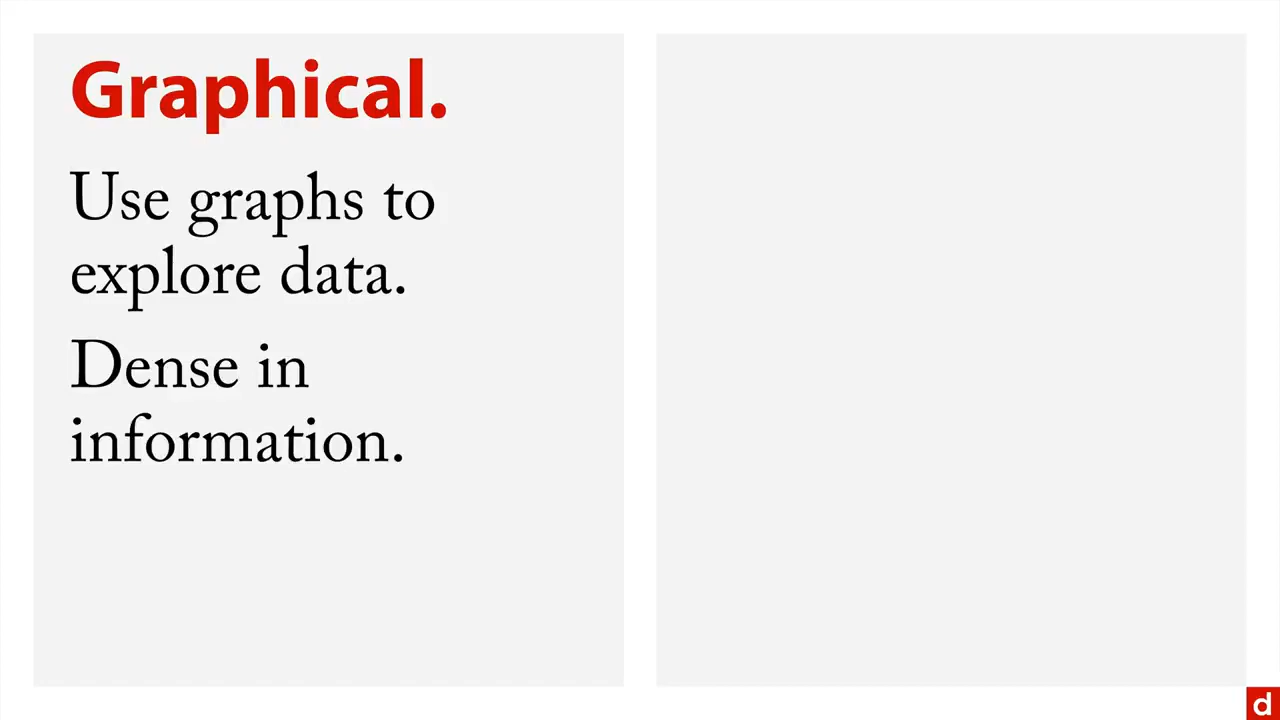 Graphical.
Use graphs to
explore data.
Dense in
information.
d